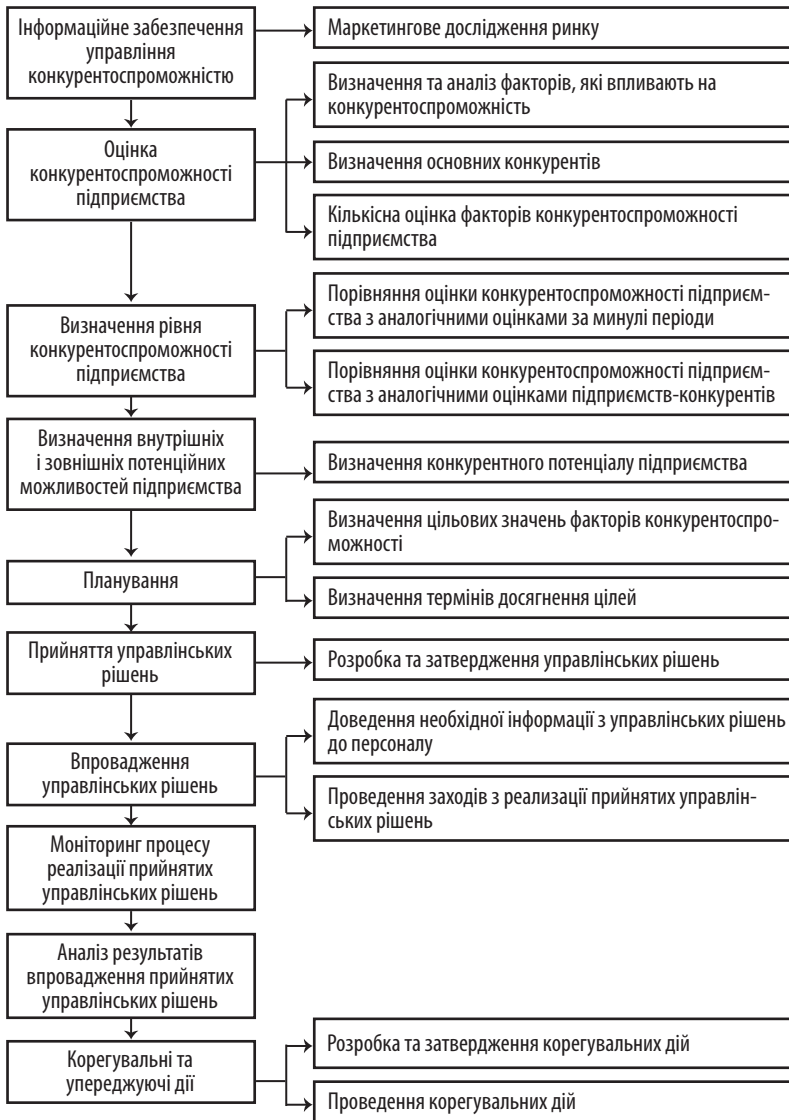 Інформаційне забезпечення
управління
конкурентоспроможністю
Маркетингове дослідження ринку
Визначення та аналіз факторів, які впливають на
конкурентоспроможність
Оцінка
конкурентоспроможності
підприємства
Визначення основних конкурентів
Кількісна оцінка факторів конкурентоспроможності
підприємства
Визначення рівня
конкурентоспроможності
підприємства
Порівняння оцінки конкурентоспроможності підприєм-
ства з аналогічними оцінками за минулі періоди
Порівняння оцінки конкурентоспроможності підприєм-
ства з аналогічними оцінками підприємств-конкурентів
Визначення внутрішніх
і зовнішніх потенційних
можливостей підприємства
Визначення конкурентного потенціалу підприємства
Планування
Визначення цільових значень факторів конкурентоспро-
можності
Визначення термінів досягнення цілей
Прийняття управлінських
рішень
Розробка та затвердження управлінських рішень
Впровадження
управлінських рішень
Доведення необхідної інформації з управлінських рішень
до персоналу
Проведення заходів з реализації прийнятих управлін-
ських рішень
Моніторинг процесу
реалізації прийнятих
управлінських рішень
Аналіз результатів
впровадження прийнятих
управлінських рішень
Корегувальні та
упереджуючі дії
Розробка та затвердження корегувальних дій
Проведення корегувальних дій